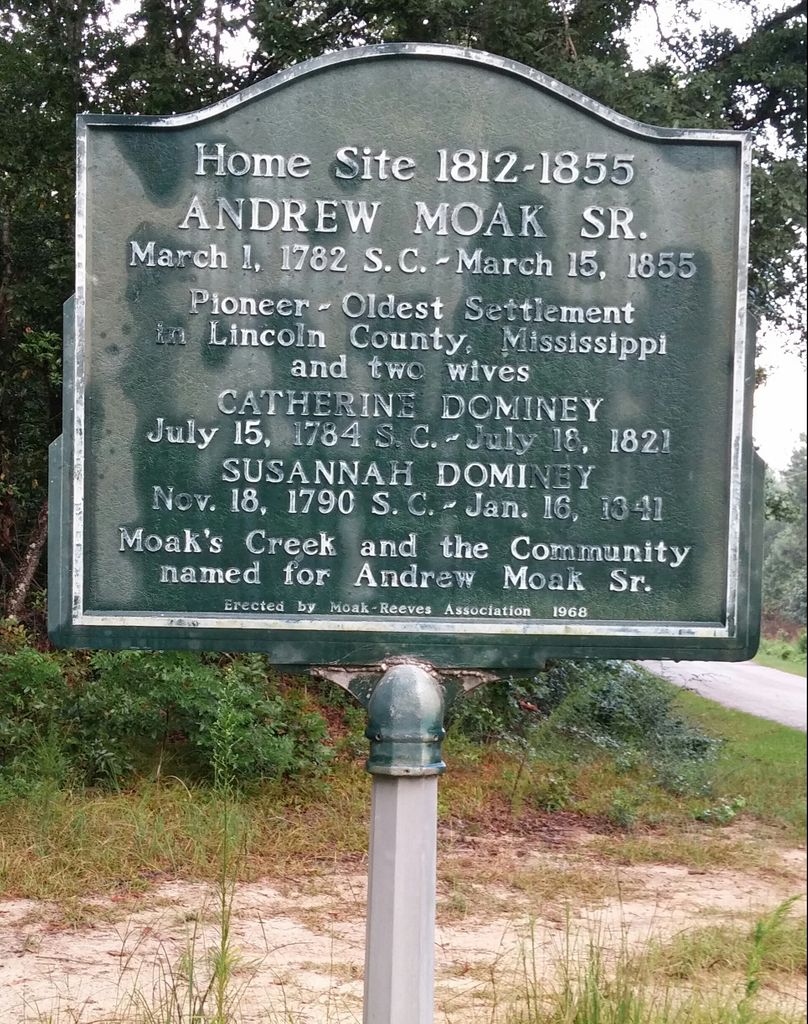 Home Site 1812-1855
ANDREW MOAK SR.
March 1, 1782 S.C. - March 15, 1855
Pioneer - Oldest Settlement
in Lincoln County, Mississippi
and two wives
CATHERINE DOMINEY
July 15, 1784 S.C. - July 18, 1821
SUSANNAH DOMINEY
Nov. 18, 1790 S.C. - Jan. 16, 1841
Moak's Creek and the Community
named for Andrew Moak Sr.
Erected by Moak-Reeves Association 1968